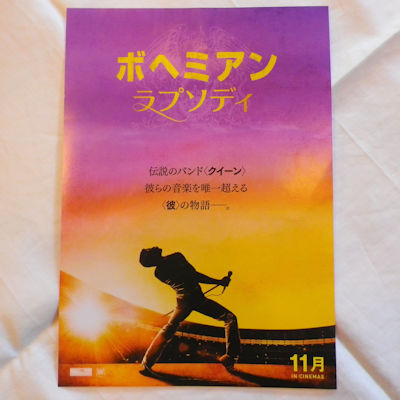 ボヘミアン
ラプソディ
伝説のバンド〈クイーン〉
彼らの音楽を唯一超える
〈彼〉の物語──。
11月
IN CINEMAS